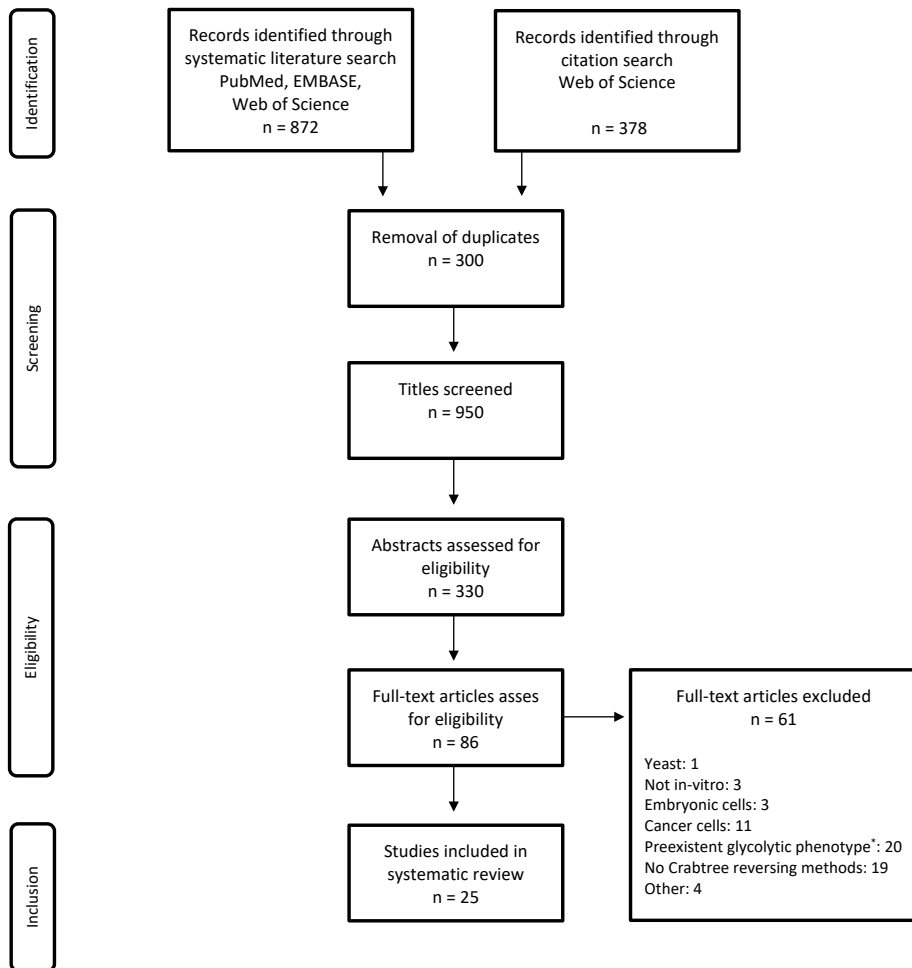 Identification
Records identified through
systematic literature search
PubMed, EMBASE,
Web of Science
n = 872
Records identified through
citation search
Web of Science
n = 378
Screening
Removal of duplicates
n = 300
Titles screened
n = 950
Eligibility
Abstracts assessed for
eligibility
n = 330
Full-text articles asses
for eligibility
n = 86
Full-text articles excluded
n = 61
Yeast: 1
Not in-vitro: 3
Embryonic cells: 3
Cancer cells: 11
Preexistent glycolytic phenotype*: 20
No Crabtree reversing methods: 19
Other: 4
Inclusion
Studies included in
systematic review
n = 25